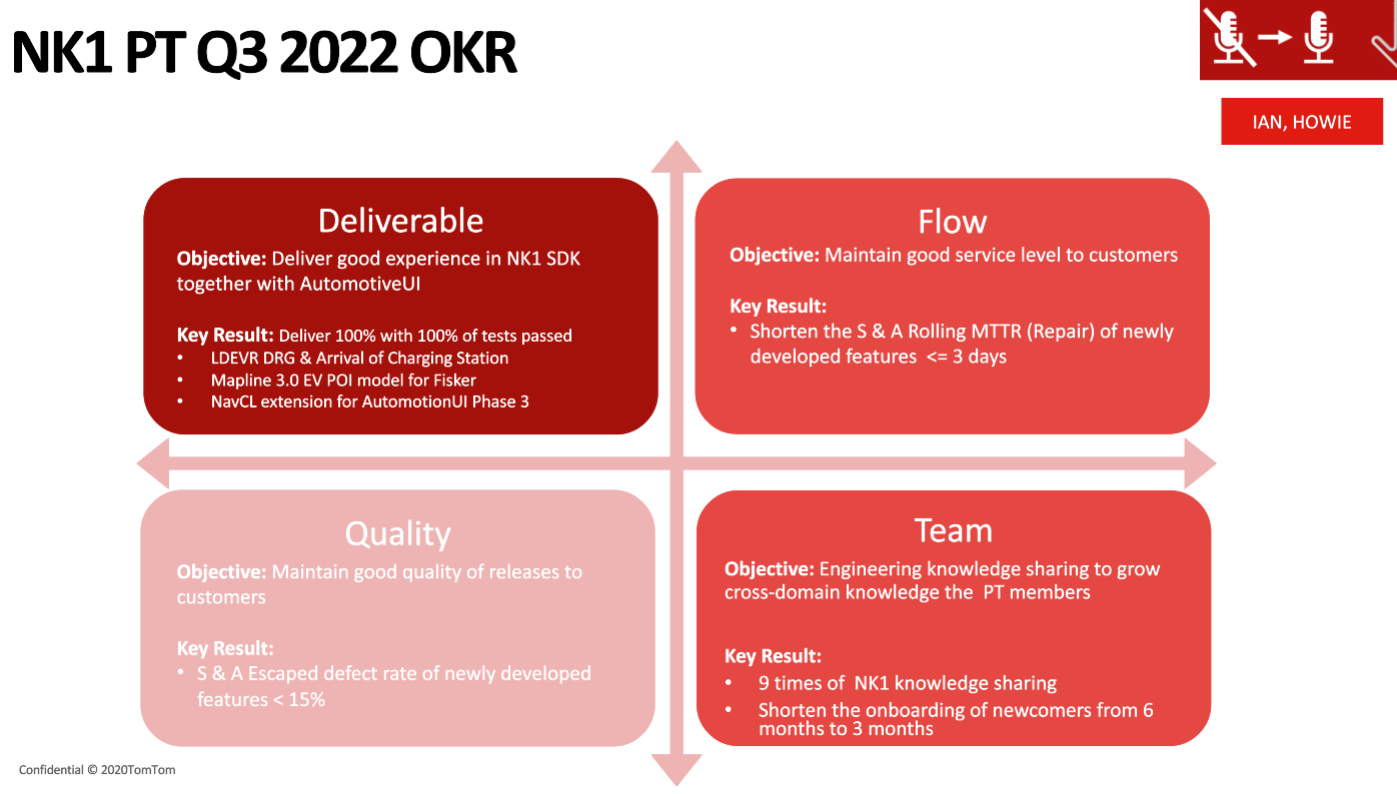 NK1 PT Q3 2022 OKR
IAN, HOWIE
Deliverable
Objective: Deliver good experience in NK1 SDK
together with AutomotiveUI
Key Result: Deliver 100% with 100% of tests passed
• LDEVR DRG & Arrival of Charging Station
• Mapline 3.0 EV POI model for Fisker
• NavCL extension for AutomotionUI Phase 3
Flow
Objective: Maintain good service level to customers
Key Result:
• Shorten the S & A Rolling MTTR (Repair) of newly
developed features <= 3 days
Quality
Objective: Maintain good quality of releases to
customers
Key Result:
• S & A Escaped defect rate of newly developed
features < 15%
Team
Objective: Engineering knowledge sharing to grow
cross-domain knowledge the PT members
Key Result:
• 9 times of NK1 knowledge sharing
• Shorten the onboarding of newcomers from 6
months to 3 months
Confidential © 2020TomTom